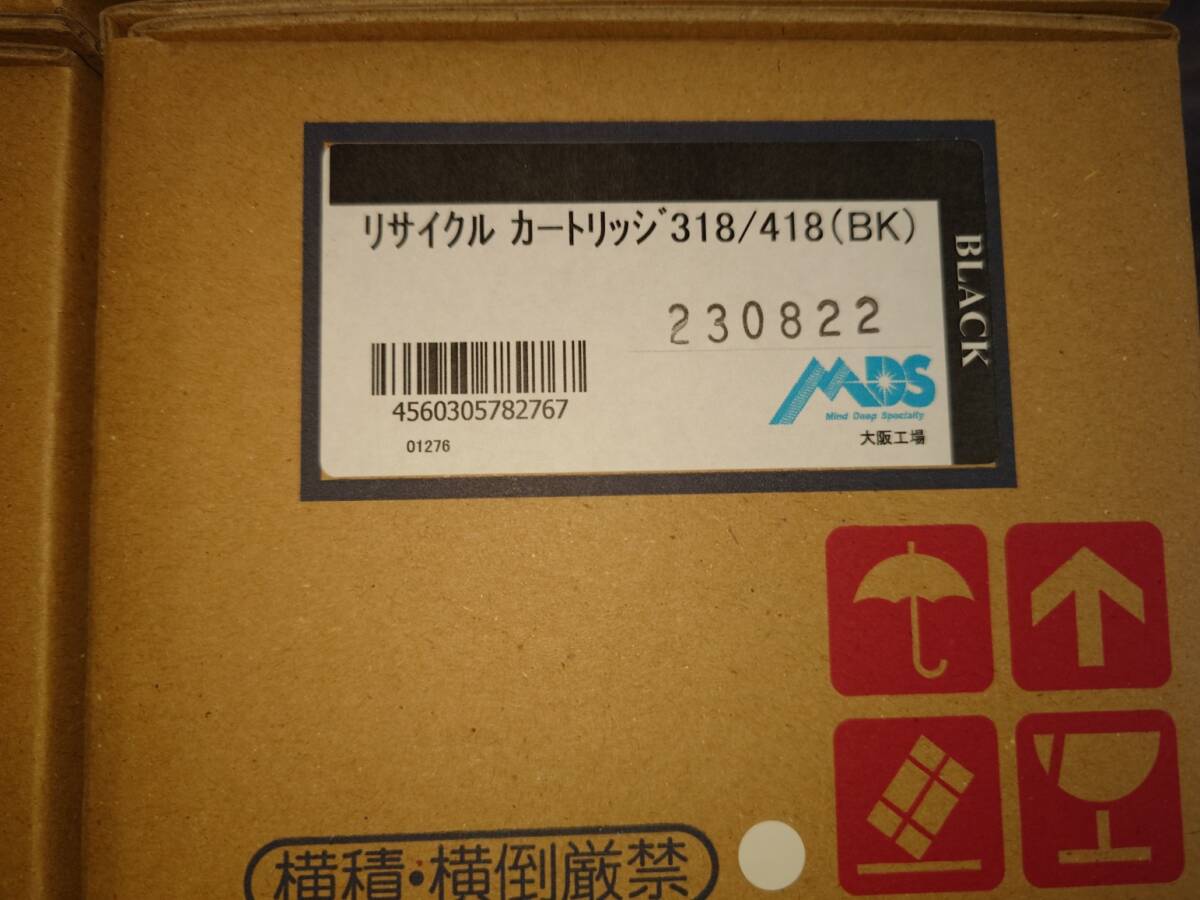 リサイクル カートリッジ318/418(BK)
BLACK
230822
4560305782767
01276
MDS
Mind Deep Specialty
大阪工場
横積・横倒厳禁